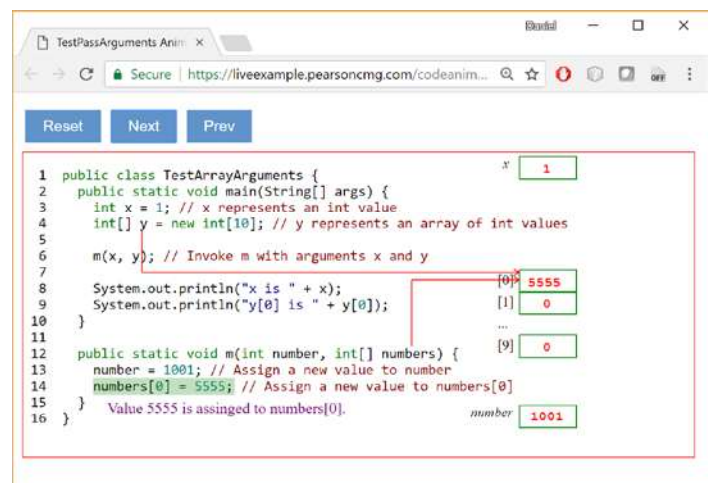 Daniel
TestPassArguments Anim
Secure | https://liveexample.pearsoncmg.com/codeanim...
OFF
Reset Next Prev
x 1
1 public class TestArrayArguments {
2 public static void main(String[] args) {
3 int x = 1; // x represents an int value
4 int[] y = new int[10]; // y represents an array of int values
5
6 m(x, y); // Invoke m with arguments x and y
7
[0] 5555
8 System.out.println("x is " + x);
9 System.out.println("y[0] is " + y[0]);
[1] 0
10 }
...
11
[9] 0
12 public static void m(int number, int[] numbers) {
13 number = 1001; // Assign a new value to number
14 numbers[0] = 5555; // Assign a new value to numbers[0]
15 }
Value 5555 is assinged to numbers[0].
number 1001
16 }